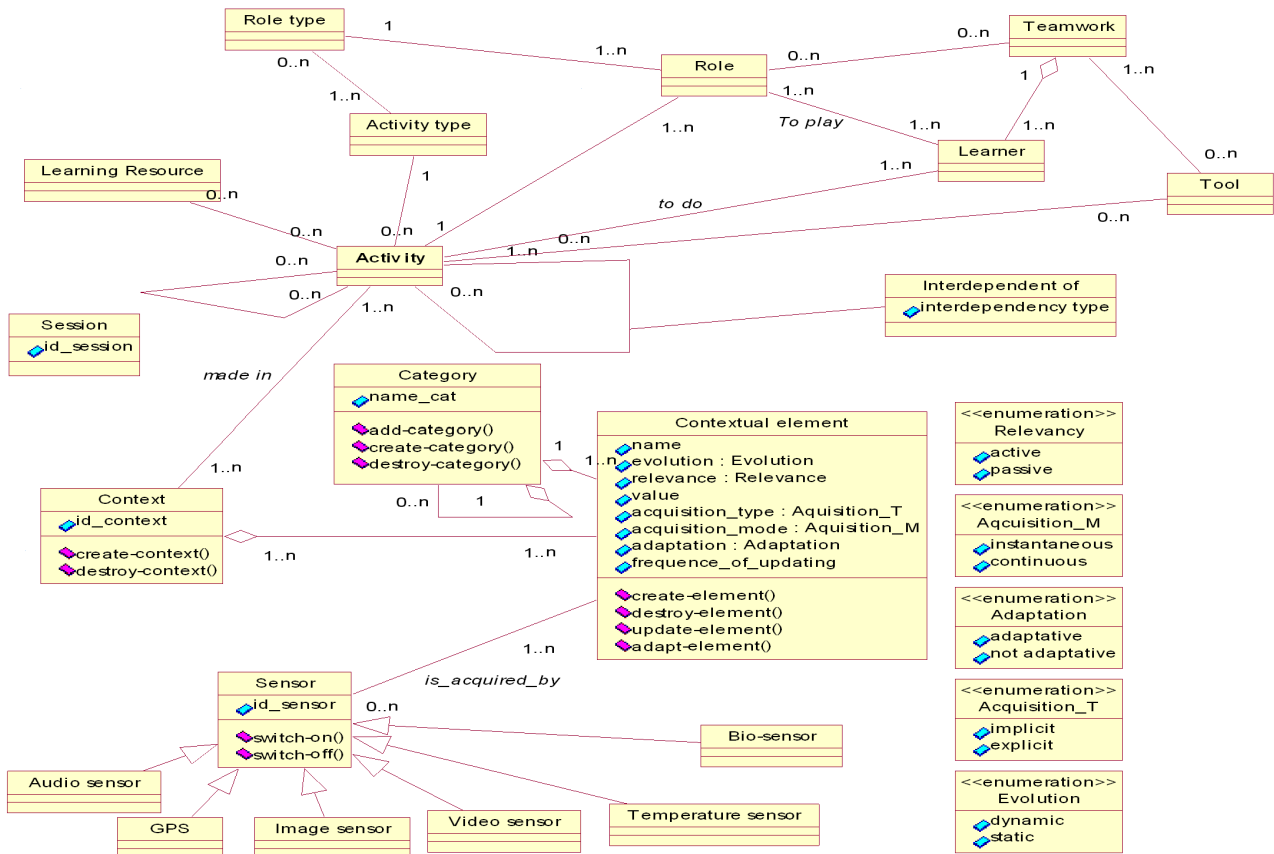 Role type
1
1..n
0..n
1..n
Role
0..n
0..n
Teamwork
1
1..n
1..n
To play
1..n
1..n
1..n
Activity type
1
Learner
1..n
0..n
Tool
Learning Resource
0..n
0..n
0..n
1
to do
0..n
0..n
1..n
Activity
0..n
0..n
1..n
0..n
Interdependent of
interdependency type
Session
id_session
made in
1..n
Category
name_cat
add-category()
create-category()
destroy-category()
1
1..n
0..n
1
Contextual element
name
evolution : Evolution
relevance : Relevance
value
acquisition_type : Aquisition_T
acquisition_mode : Aquisition_M
adaptation : Adaptation
frequence_of_updating
create-element()
destroy-element()
update-element()
adapt-element()
<<enumeration>>
Relevancy
active
passive
<<enumeration>>
Aqcuisition_M
instantaneous
continuous
<<enumeration>>
Adaptation
adaptative
not adaptative
<<enumeration>>
Acquisition_T
implicit
explicit
<<enumeration>>
Evolution
dynamic
static
Context
id_context
create-context()
destroy-context()
1..n
1..n
1..n
is_acquired_by
0..n
Sensor
id_sensor
switch-on()
switch-off()
Bio-sensor
Audio sensor
GPS
Image sensor
Video sensor
Temperature sensor